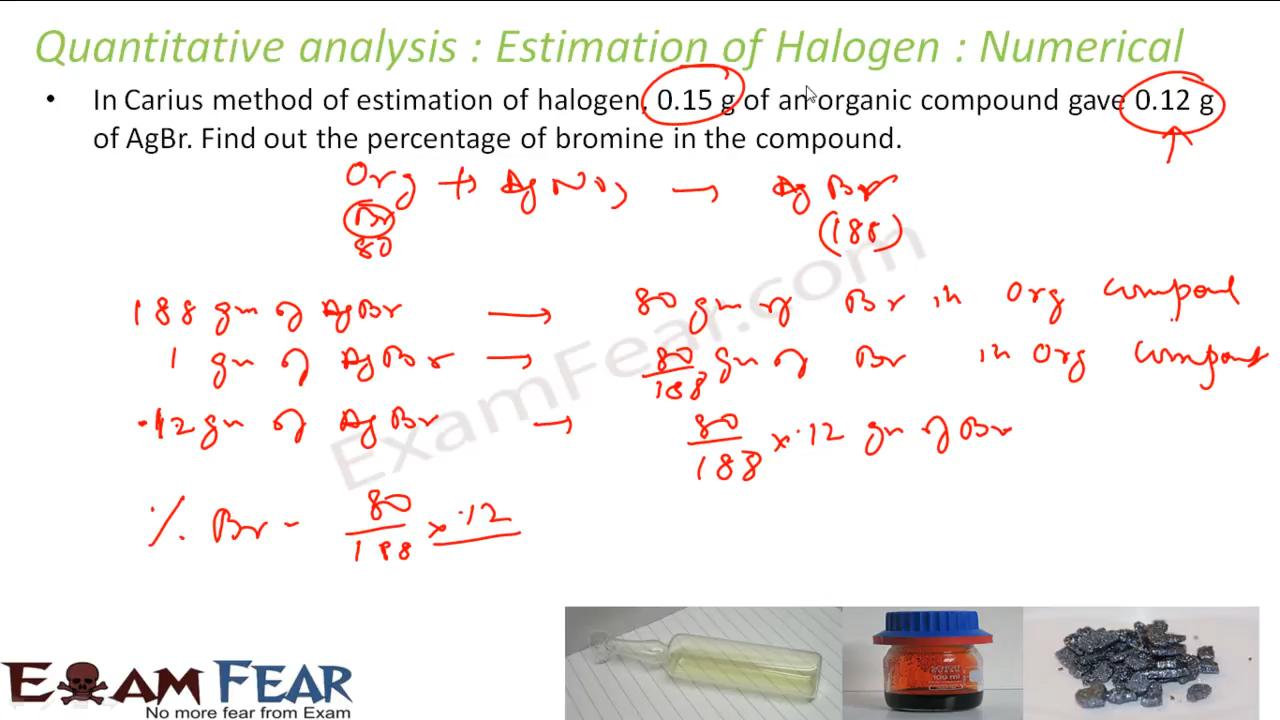 Quantitative analysis : Estimation of Halogen : Numerical
• In Carius method of estimation of halogen, 0.15 g of an organic compound gave 0.12 g
of AgBr. Find out the percentage of bromine in the compound.
Org + AgNO3 → AgBr
Br (188)
80
188 gm of AgBr → 80 gm of Br in Org compound
1 gm of AgBr → 80/188 gm of Br in Org compound
.12 gm of AgBr → 80/188 × .12 gm of Br
% Br - 80/188 × .12
ExamFear.com
EXAM FEAR
No more fear from Exam
100 ml